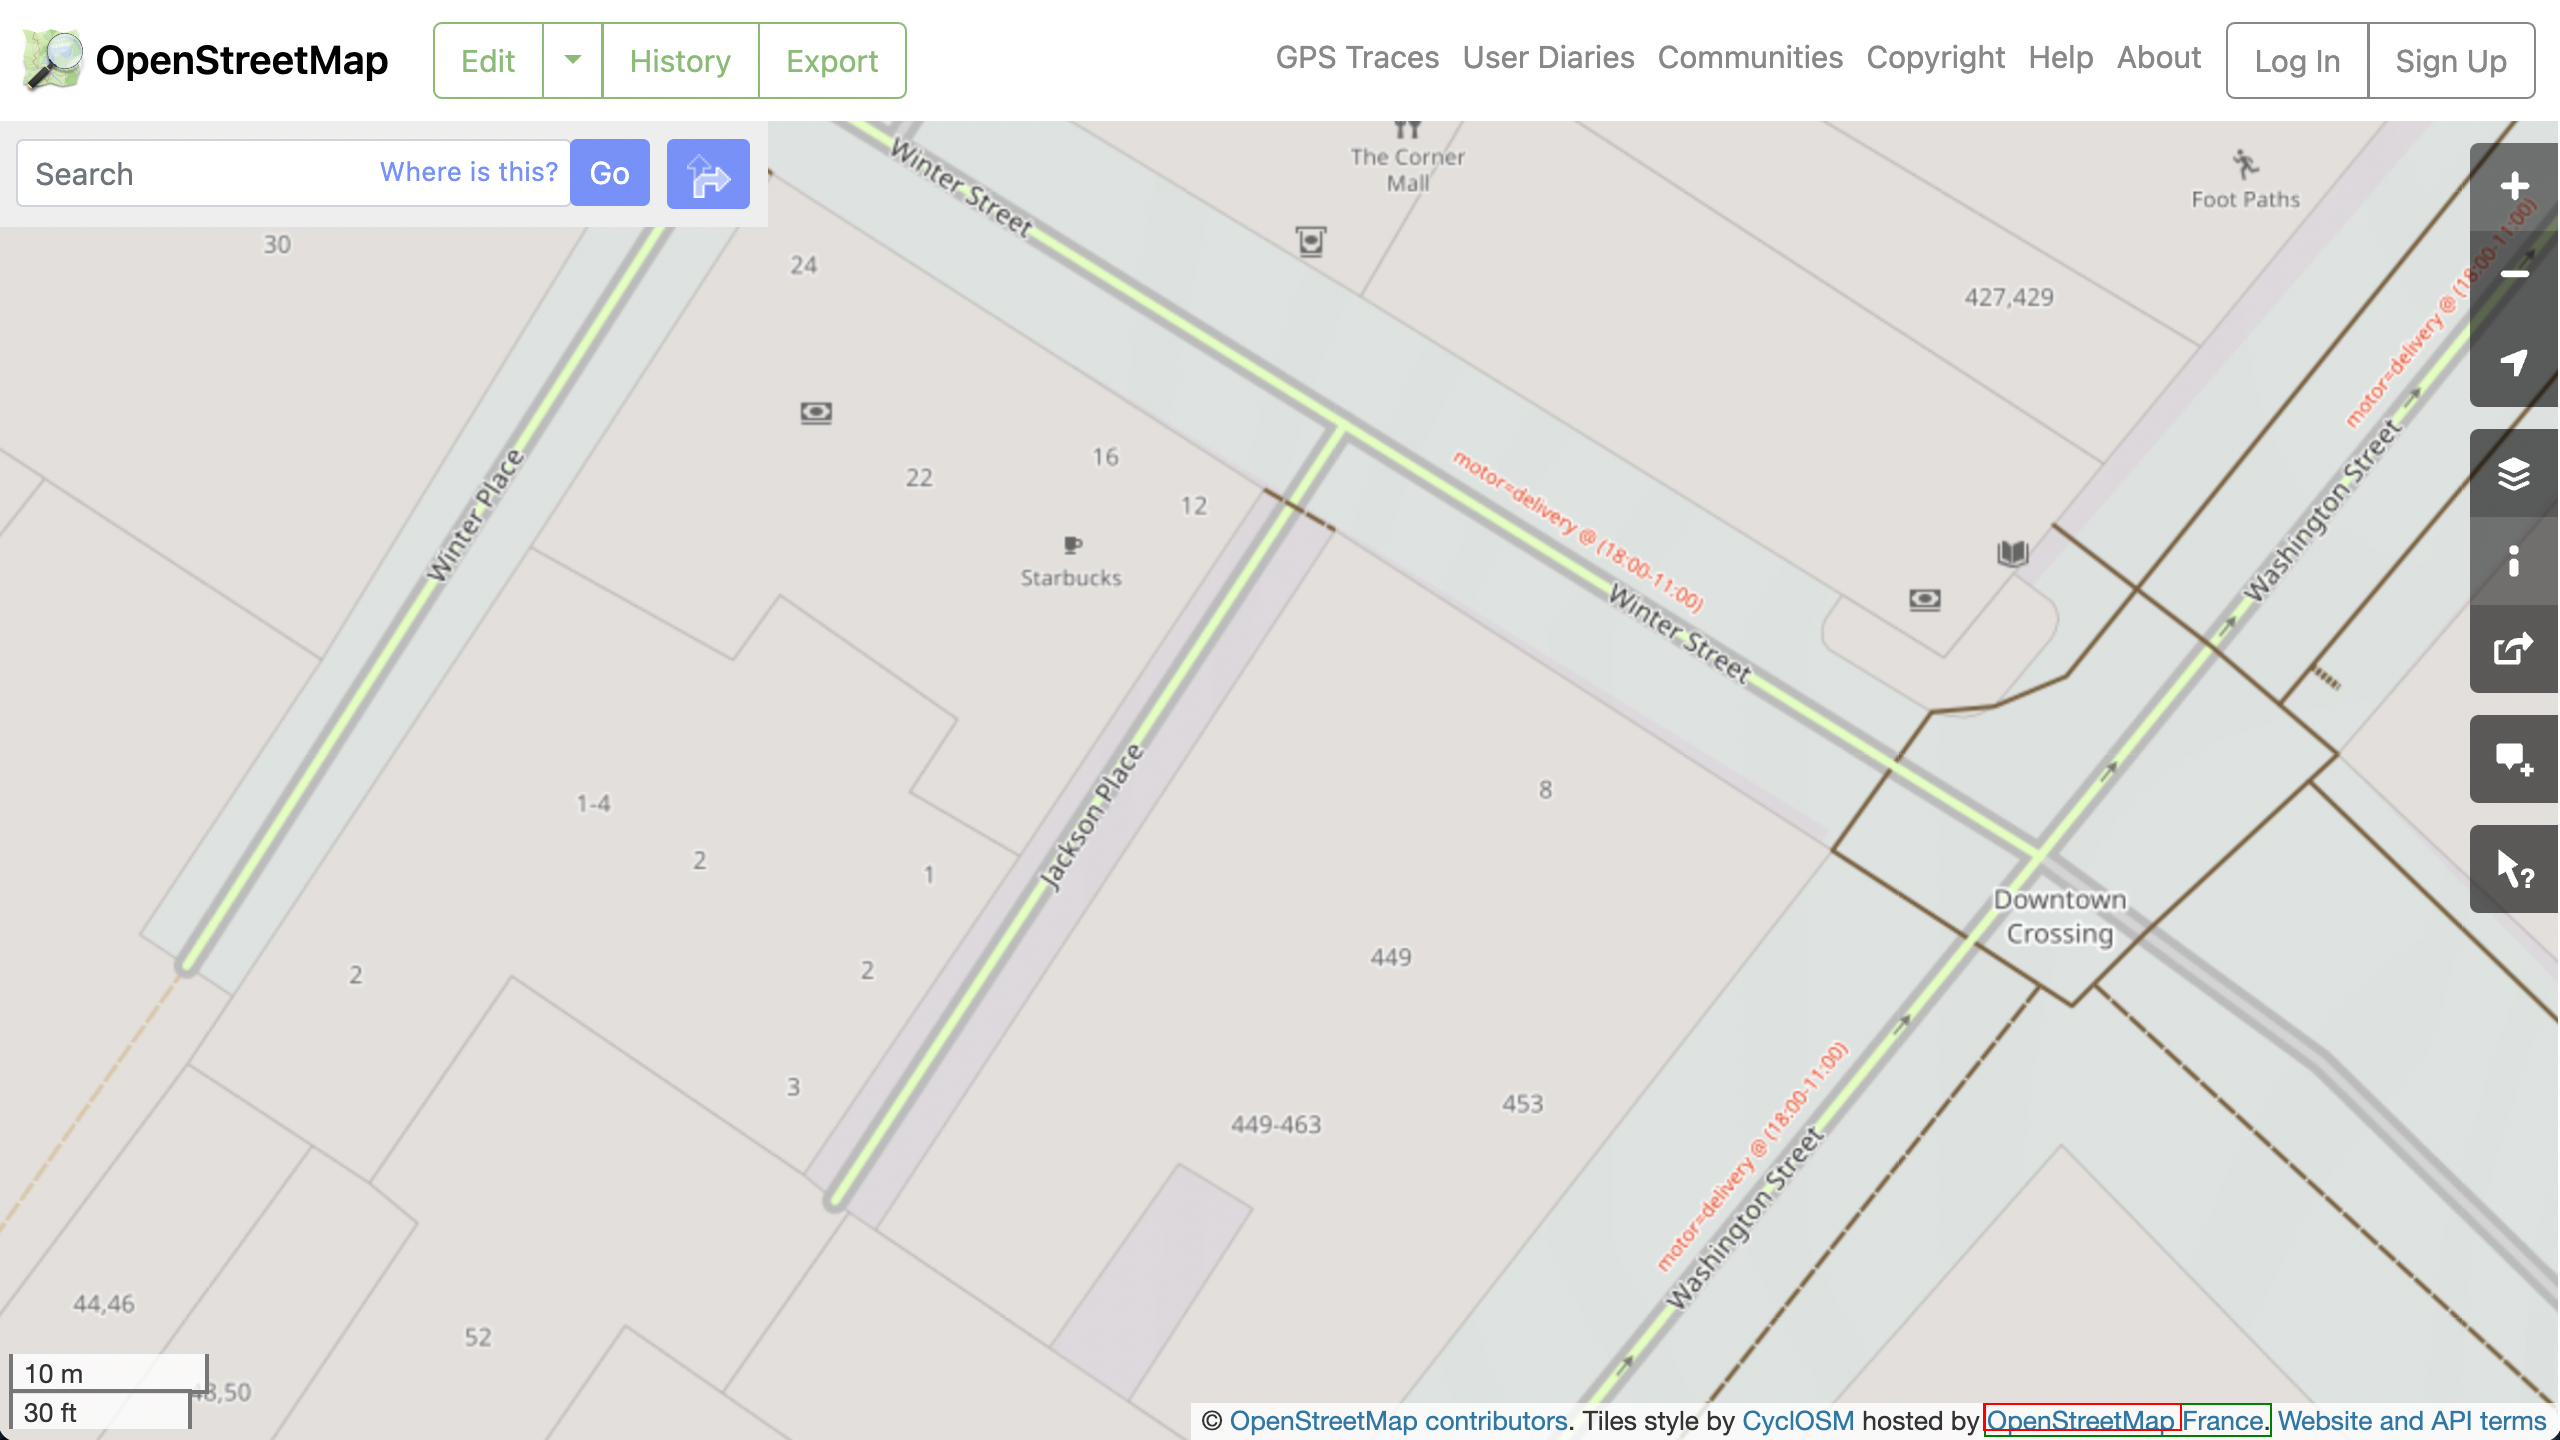 OpenStreetMap
Edit
History
Export
GPS Traces
User Diaries
Communities
Copyright
Help
About
Log In
Sign Up
Search
Where is this?
Go
Winter Street
The Corner
Mall
Foot Paths
30
24
427,429
motor=delivery @ (18:00-11:00)
Winter Place
22
16
12
Starbucks
motor=delivery @ (18:00-11:00)
Winter Street
Washington Street
1-4
2
1
Jackson Place
8
Downtown
Crossing
2
2
449
3
449-463
453
motor=delivery @ (18:00-11:00)
Washington Street
44,46
52
10 m
30 ft
© OpenStreetMap contributors. Tiles style by CyclOSM hosted by OpenStreetMap France. Website and API terms